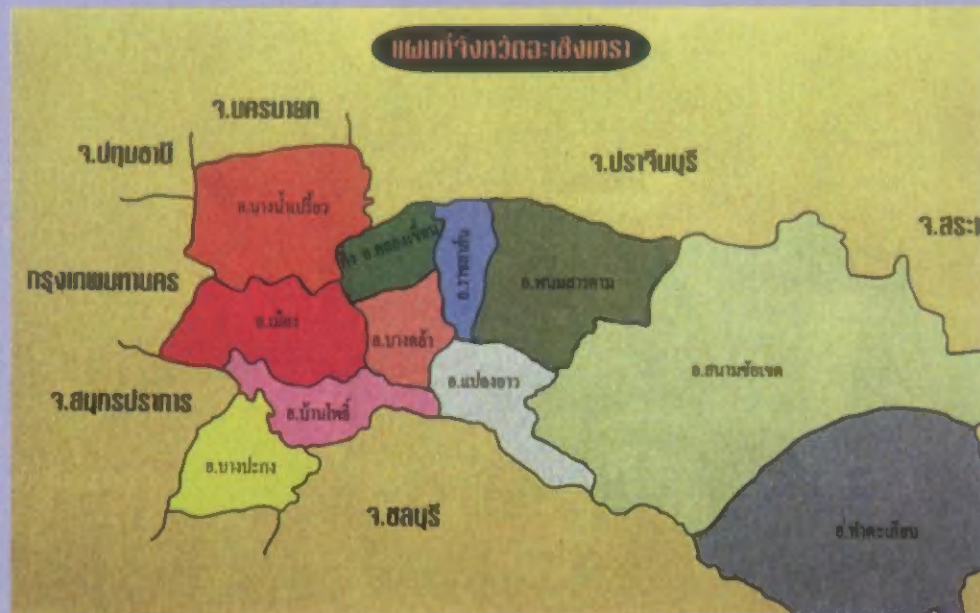 แผนที่จังหวัดฉะเชิงเทรา
จ.นครนายก
จ.ปทุมธานี
จ.ปราจีนบุรี
อ.บางน้ำเปรี้ยว
กิ่ง อ.คลองเขื่อน
อ.ราชสาส์น
กรุงเทพมหานคร
อ.พนมสารคาม
อ.เมือง
อ.บางคล้า
อ.สนามชัยเขต
อ.แปลงยาว
จ.สมุทรปราการ
อ.บ้านโพธิ์
อ.บางปะกง
จ.ชลบุรี
อ.ท่าตะเกียบ